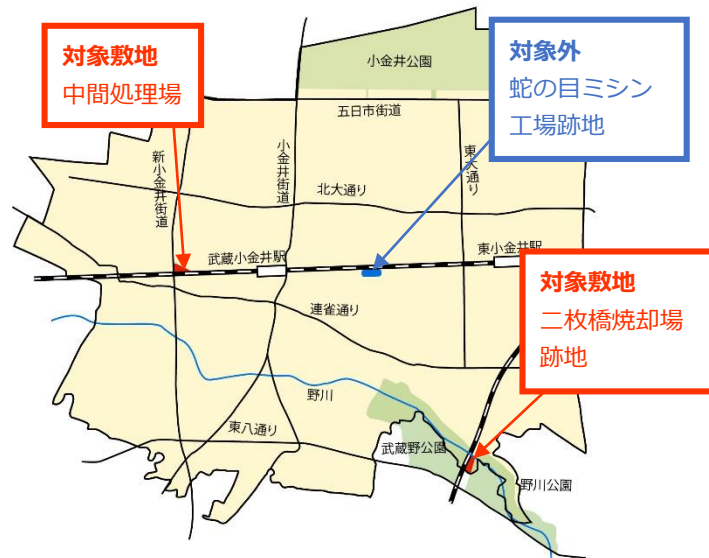 対象敷地
中間処理場
対象外
蛇の目ミシン
工場跡地
小金井公園
五日市街道
新小金井街道
小金井街道
東大通り
北大通り
武蔵小金井駅
東小金井駅
対象敷地
二枚橋焼却場
跡地
連雀通り
野川
東八通り
武蔵野公園
野川公園